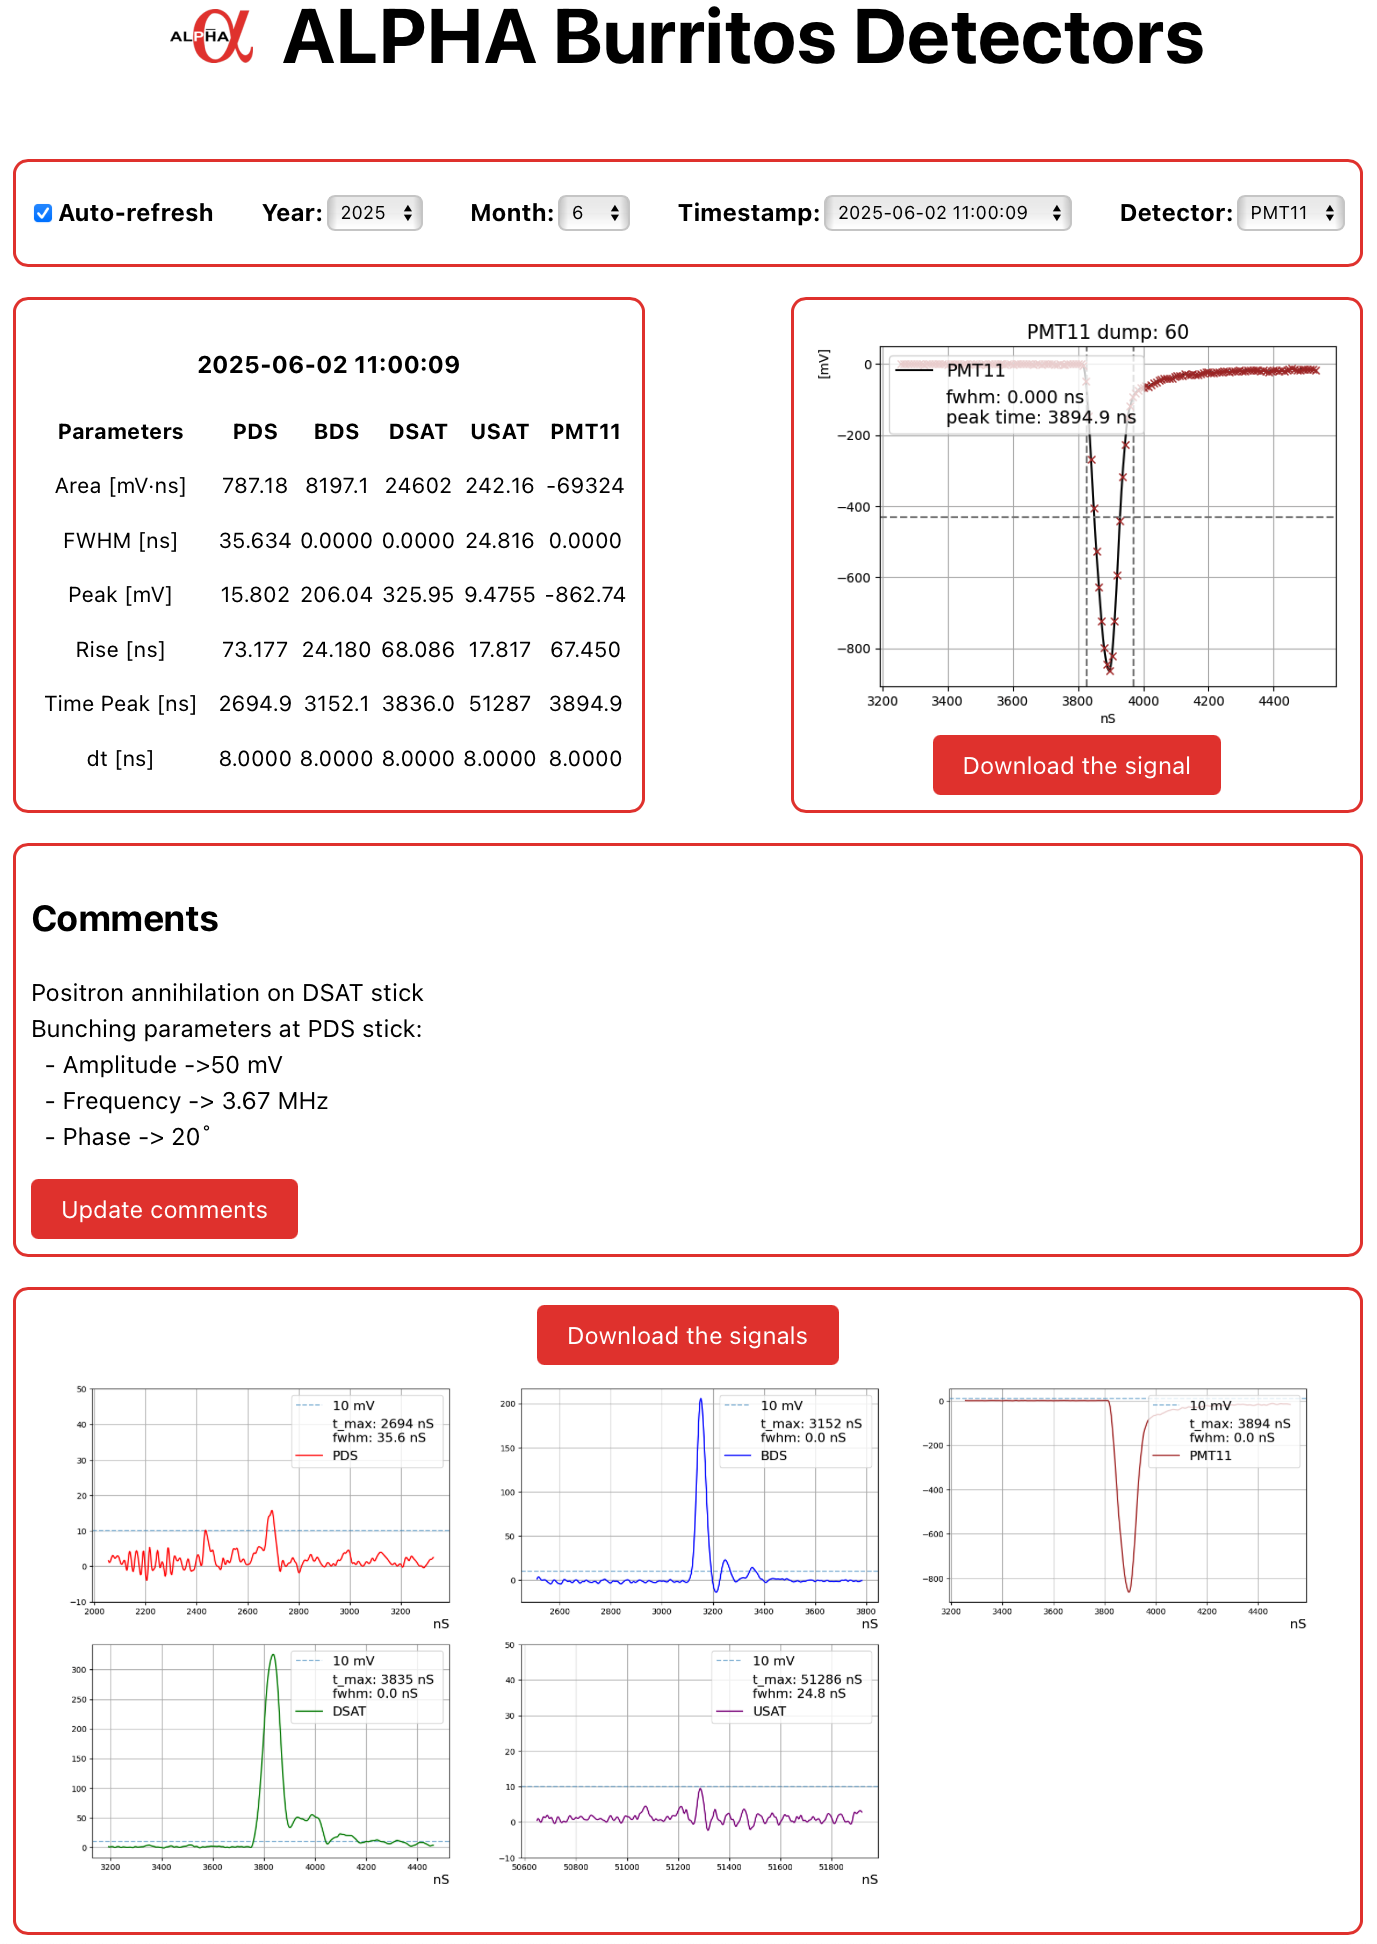 ALPHA
ALPHA Burritos Detectors
Auto-refresh Year: 2025 Month: 6 Timestamp: 2025-06-02 11:00:09 Detector: PMT11
2025-06-02 11:00:09
Parameters PDS BDS DSAT USAT PMT11
Area [mV·ns] 787.18 8197.1 24602 242.16 -69324
FWHM [ns] 35.634 0.0000 0.0000 24.816 0.0000
Peak [mV] 15.802 206.04 325.95 9.4755 -862.74
Rise [ns] 73.177 24.180 68.086 17.817 67.450
Time Peak [ns] 2694.9 3152.1 3836.0 51287 3894.9
dt [ns] 8.0000 8.0000 8.0000 8.0000 8.0000
PMT11 dump: 60
[mV]
0
−200
−400
−600
−800
PMT11
fwhm: 0.000 ns
peak time: 3894.9 ns
3200 3400 3600 3800 4000 4200 4400
nS
Download the signal
Comments
Positron annihilation on DSAT stick
Bunching parameters at PDS stick:
- Amplitude ->50 mV
- Frequency -> 3.67 MHz
- Phase -> 20˚
Update comments
Download the signals
50
40
30
20
10
0
−10
10 mV
t_max: 2694 nS
fwhm: 35.6 nS
PDS
2000 2200 2400 2600 2800 3000 3200
nS
200
150
100
50
0
10 mV
t_max: 3152 nS
fwhm: 0.0 nS
BDS
2600 2800 3000 3200 3400 3600 3800
nS
0
−200
−400
−600
−800
10 mV
t_max: 3894 nS
fwhm: 0.0 nS
PMT11
3200 3400 3600 3800 4000 4200 4400
nS
300
250
200
150
100
50
0
10 mV
t_max: 3835 nS
fwhm: 0.0 nS
DSAT
3200 3400 3600 3800 4000 4200 4400
nS
50
40
30
20
10
0
−10
10 mV
t_max: 51286 nS
fwhm: 24.8 nS
USAT
50600 50800 51000 51200 51400 51600 51800
nS